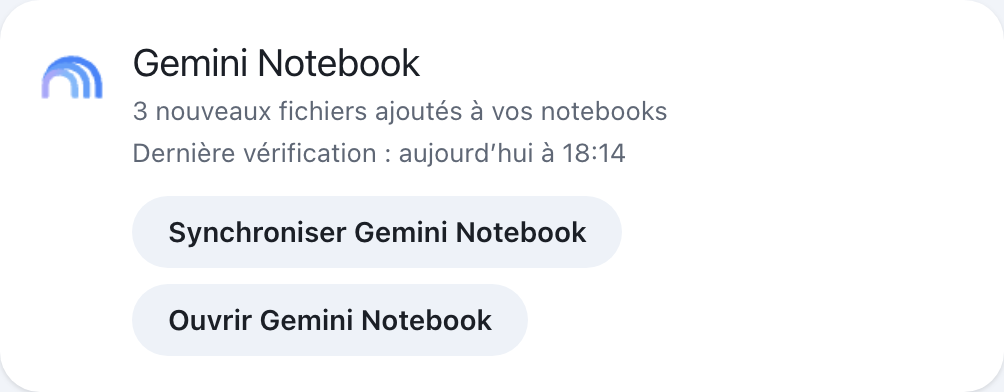 Gemini Notebook
3 nouveaux fichiers ajoutés à vos notebooks
Dernière vérification : aujourd’hui à 18:14
Synchroniser Gemini Notebook
Ouvrir Gemini Notebook